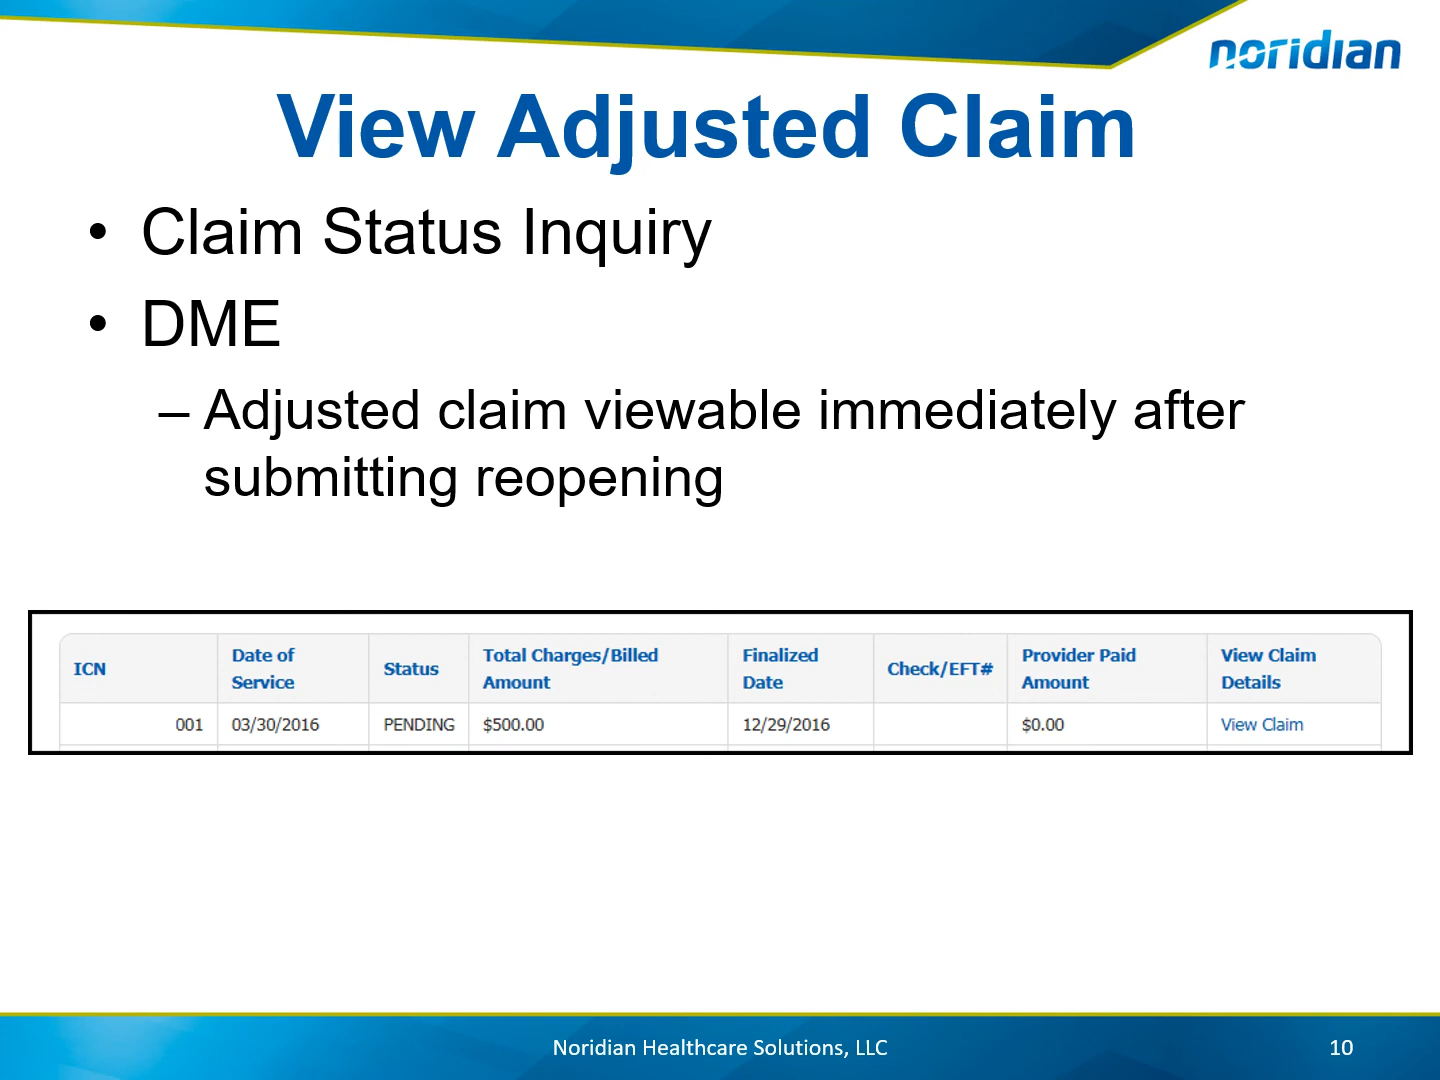 noridian
View Adjusted Claim
• Claim Status Inquiry
• DME
– Adjusted claim viewable immediately after
submitting reopening
ICN Date of Service Status Total Charges/Billed Amount Finalized Date Check/EFT# Provider Paid Amount View Claim Details
001 03/30/2016 PENDING $500.00 12/29/2016 $0.00 View Claim
Noridian Healthcare Solutions, LLC 10